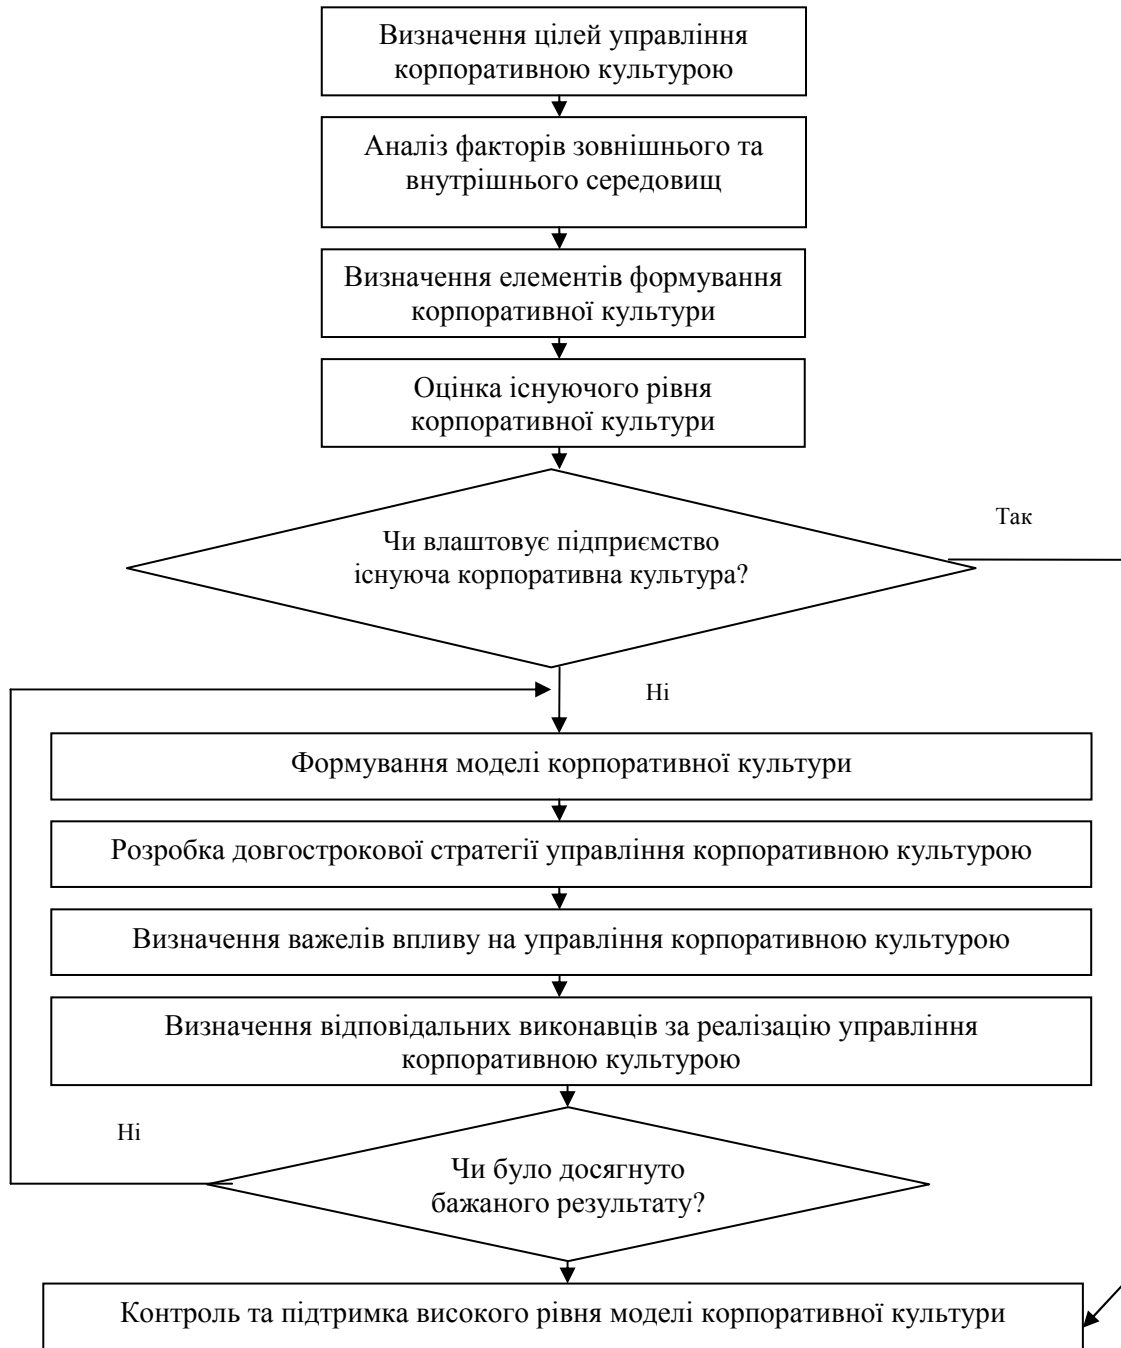 Визначення цілей управління
корпоративною культурою
Аналіз факторів зовнішнього та
внутрішнього середовищ
Визначення елементів формування
корпоративної культури
Оцінка існуючого рівня
корпоративної культури
Так
Чи влаштовує підприємство
існуюча корпоративна культура?
Ні
Формування моделі корпоративної культури
Розробка довгострокової стратегії управління корпоративною культурою
Визначення важелів впливу на управління корпоративною культурою
Визначення відповідальних виконавців за реалізацію управління
корпоративною культурою
Ні
Чи було досягнуто
бажаного результату?
Контроль та підтримка високого рівня моделі корпоративної культури